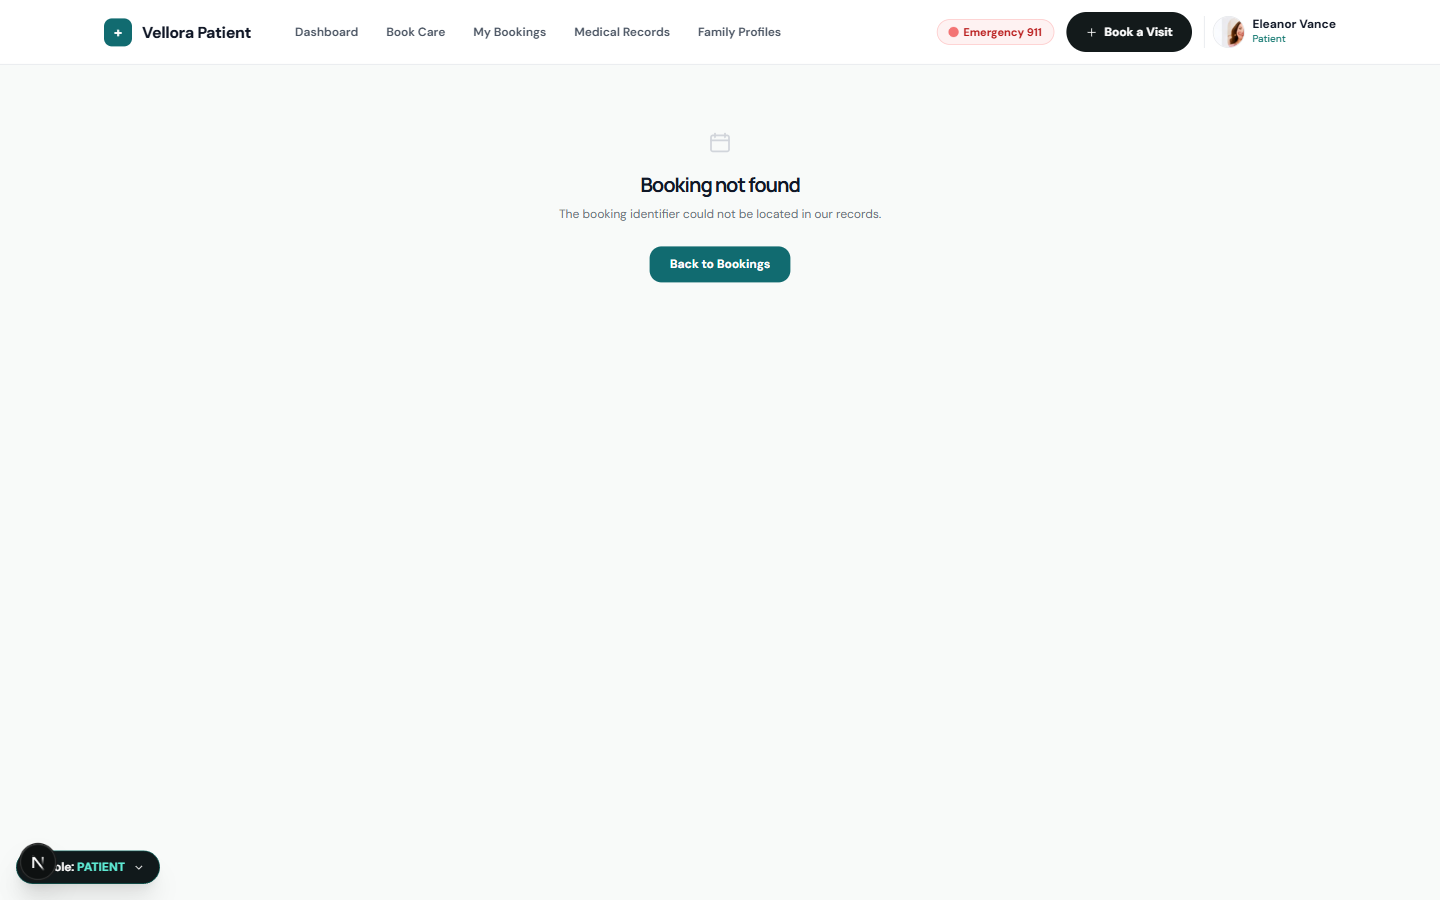 Vellora Patient
Dashboard
Book Care
My Bookings
Medical Records
Family Profiles
Emergency 911
+ Book a Visit
Eleanor Vance
Patient
Booking not found
The booking identifier could not be located in our records.
Back to Bookings
N
ole: PATIENT